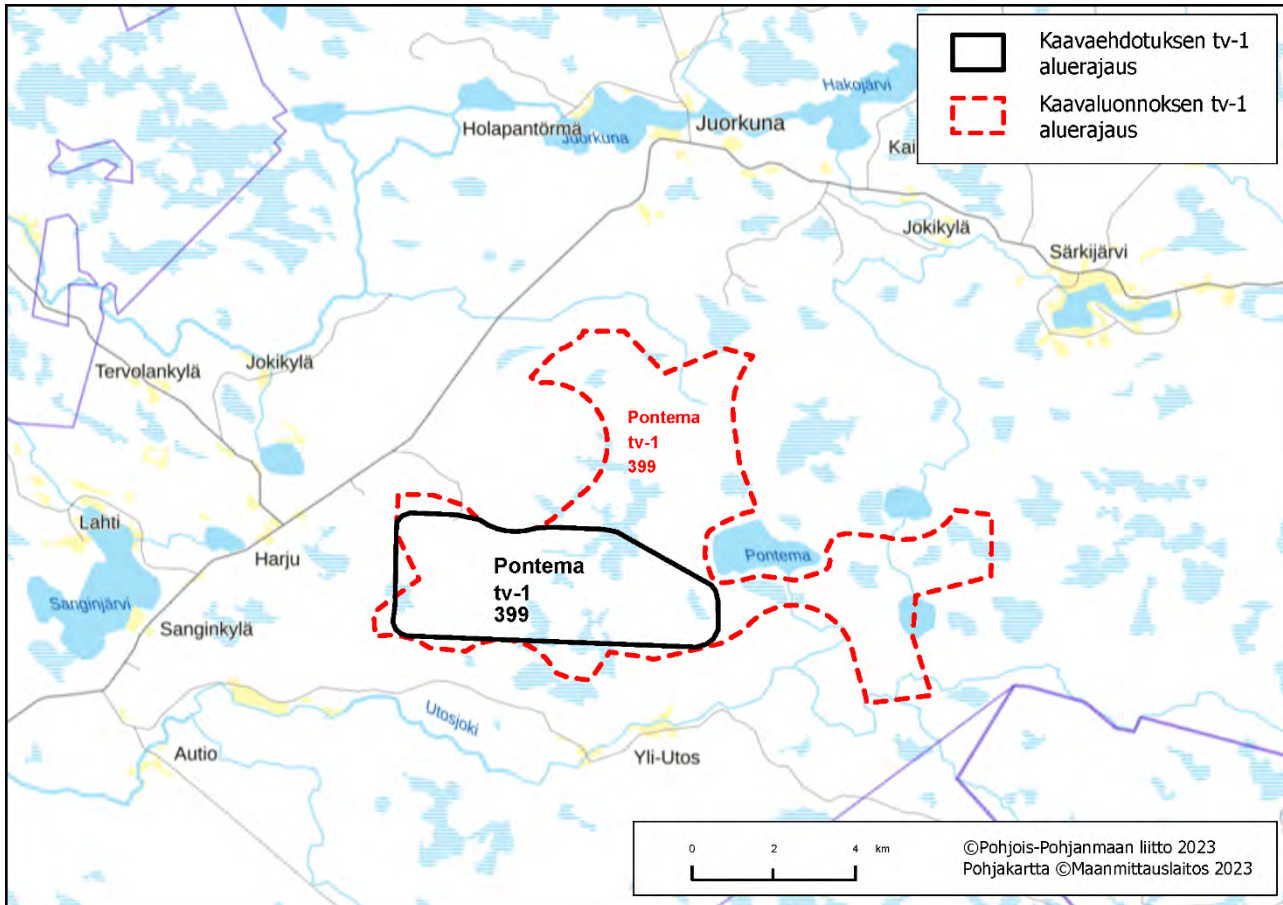 Kaavaehdotuksen tv-1
aluerajaus
Kaavaluonnoksen tv-1
aluerajaus
Hakojärvi
Holapantörmä
Juorkuna
Juorkuna
Kai
Jokikylä
Särkijärvi
Tervolankylä
Jokikylä
Pontema
tv-1
399
Lahti
Harju
Pontema
Pontema
tv-1
399
Sanginjärvi
Sanginkylä
Utosjoki
Autio
Yli-Utos
0 2 4 km
©Pohjois-Pohjanmaan liitto 2023
Pohjakartta ©Maanmittauslaitos 2023